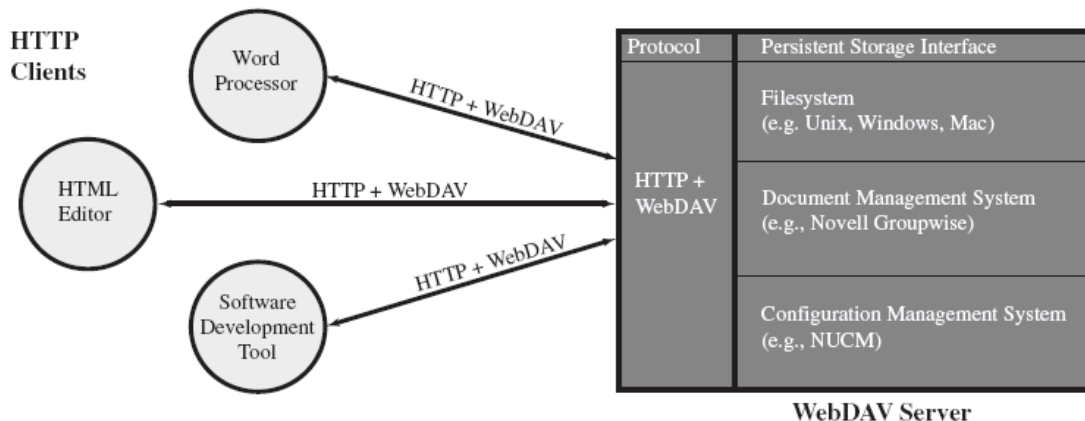 HTTP
Clients
Word
Processor
HTTP + WebDAV
HTML
Editor
HTTP + WebDAV
Software
Development
Tool
HTTP + WebDAV
Protocol
Persistent Storage Interface
HTTP +
WebDAV
Filesystem
(e.g. Unix, Windows, Mac)
Document Management System
(e.g., Novell Groupwise)
Configuration Management System
(e.g., NUCM)
WebDAV Server